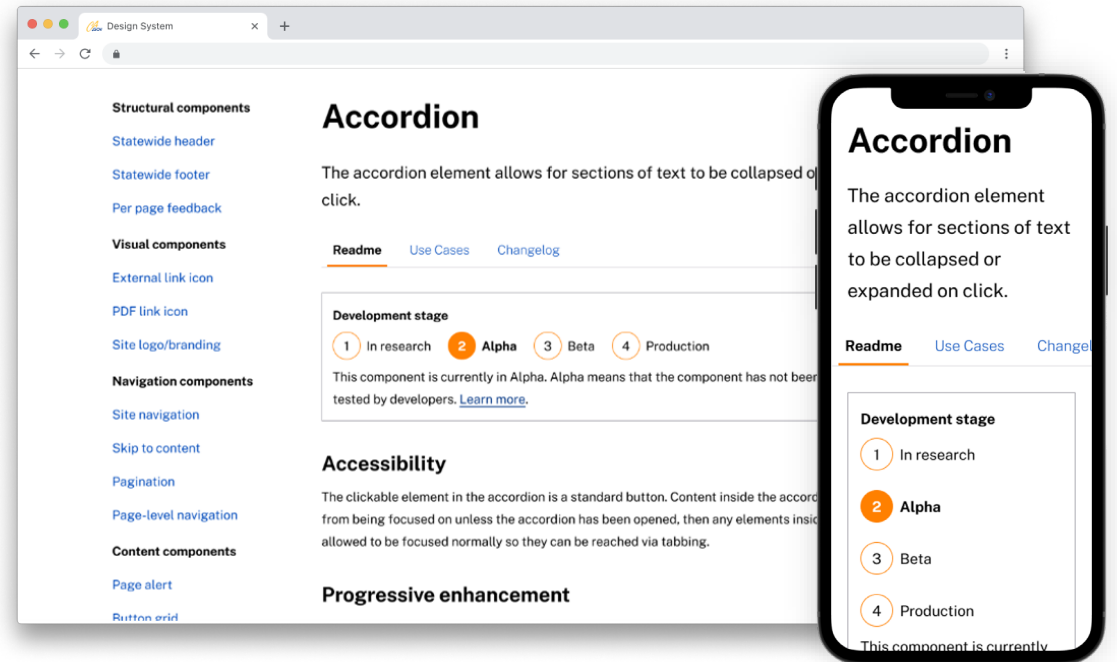 Design System
Structural components
Statewide header
Statewide footer
Per page feedback
Visual components
External link icon
PDF link icon
Site logo/branding
Navigation components
Site navigation
Skip to content
Pagination
Page-level navigation
Content components
Page alert
Button grid
Accordion
The accordion element allows for sections of text to be collapsed
click.
Readme Use Cases Changelog
Development stage
1 In research 2 Alpha 3 Beta 4 Production
This component is currently in Alpha. Alpha means that the component has not been
tested by developers. Learn more.
Accessibility
The clickable element in the accordion is a standard button. Content inside the
from being focused on unless the accordion has been opened, then any elements
allowed to be focused normally so they can be reached via tabbing.
Progressive enhancement
Accordion
The accordion element
allows for sections of text
to be collapsed or
expanded on click.
Readme Use Cases Changel
Development stage
1 In research
2 Alpha
3 Beta
4 Production
This component is currently